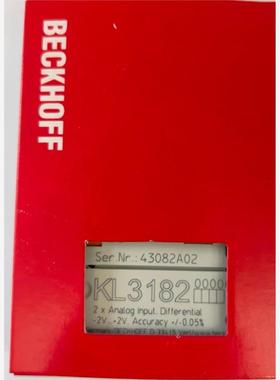 BECKHOFF
Ser.Nr.: 43082A02
KL3182 0000
2 x Analog Input, Differential
-2V...+2V, Accuracy +/-0.05%